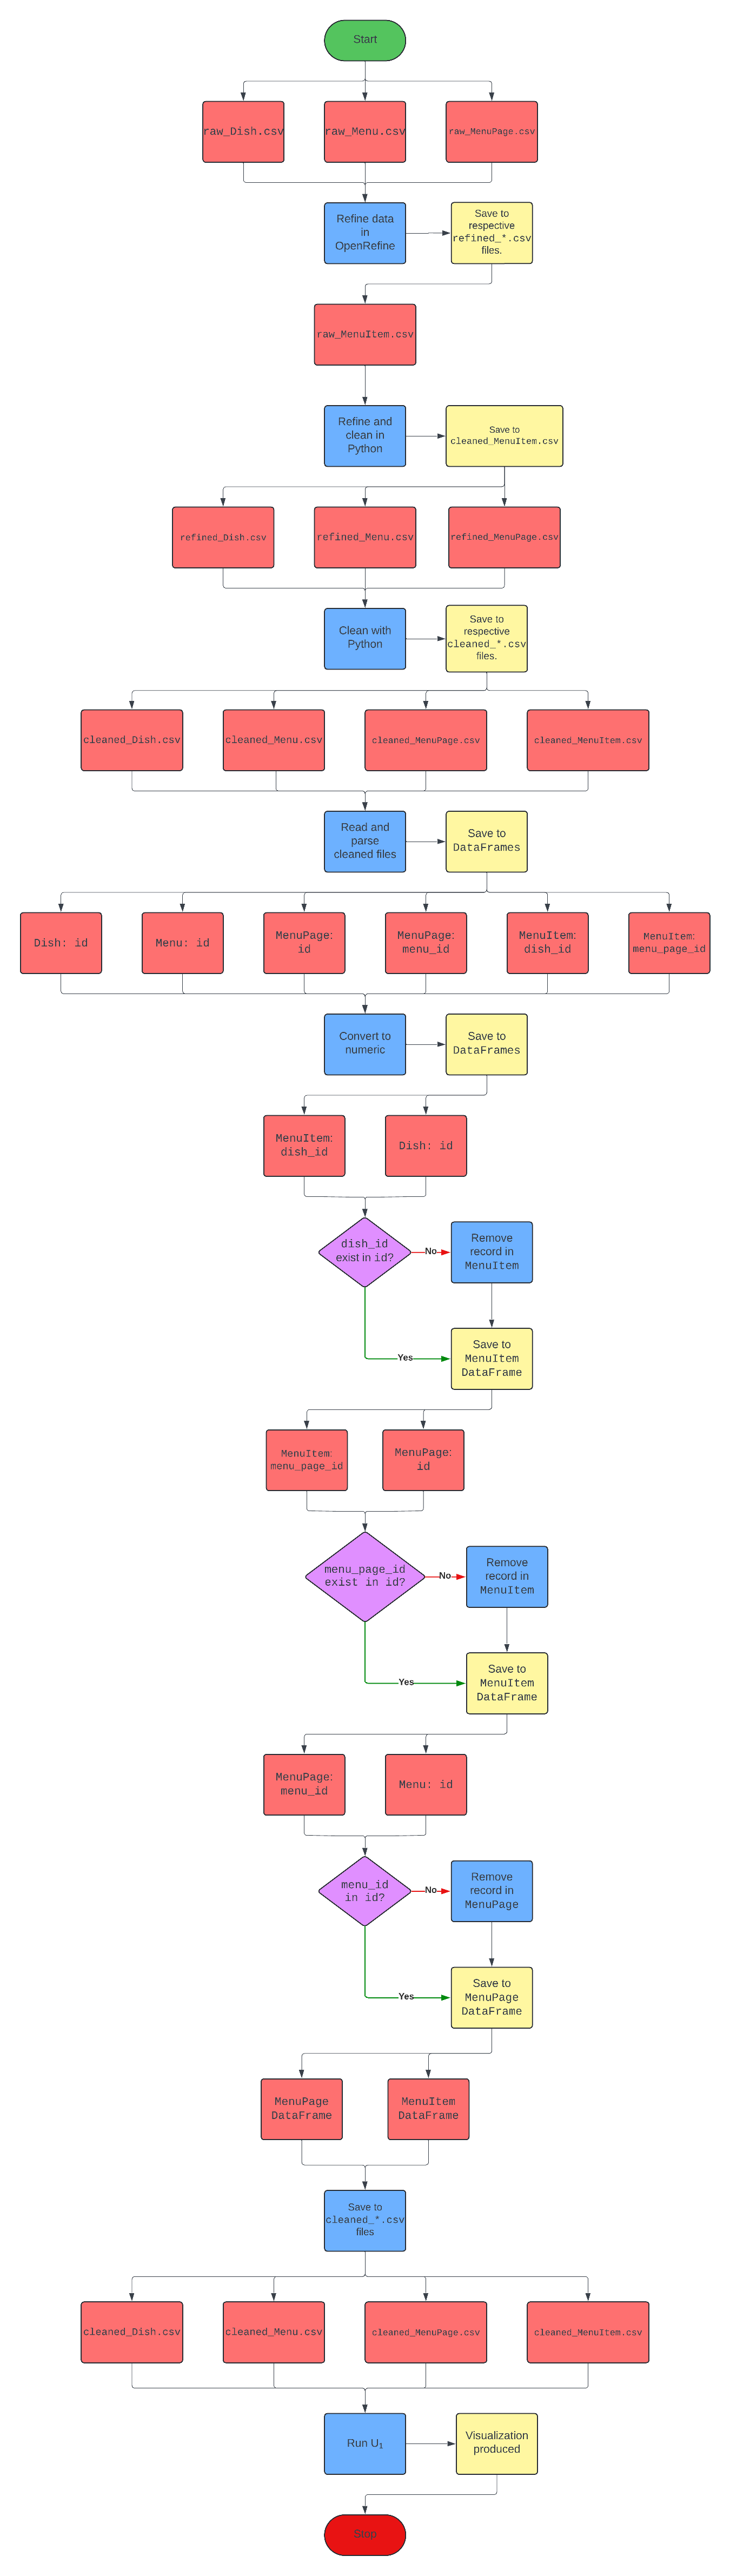 Start
raw_Dish.csv
raw_Menu.csv
raw_MenuPage.csv
Refine data
in
OpenRefine
Save to
respective
refined_*.csv
files.
raw_MenuItem.csv
Refine and
clean in
Python
Save to
cleaned_MenuItem.csv
refined_Dish.csv
refined_Menu.csv
refined_MenuPage.csv
Clean with
Python
Save to
respective
cleaned_*.csv
files.
cleaned_Dish.csv
cleaned_Menu.csv
cleaned_MenuPage.csv
cleaned_MenuItem.csv
Read and
parse
cleaned files
Save to
DataFrames
Dish: id
Menu: id
MenuPage:
id
MenuPage:
menu_id
MenuItem:
dish_id
MenuItem:
menu_page_id
Convert to
numeric
Save to
DataFrames
MenuItem:
dish_id
Dish: id
dish_id
exist in id?
No
Remove
record in
MenuItem
Yes
Save to
MenuItem
DataFrame
MenuItem:
menu_page_id
MenuPage:
id
menu_page_id
exist in id?
No
Remove
record in
MenuItem
Yes
Save to
MenuItem
DataFrame
MenuPage:
menu_id
Menu: id
menu_id
in id?
No
Remove
record in
MenuPage
Yes
Save to
MenuPage
DataFrame
MenuPage
DataFrame
MenuItem
DataFrame
Save to
cleaned_*.csv
files
cleaned_Dish.csv
cleaned_Menu.csv
cleaned_MenuPage.csv
cleaned_MenuItem.csv
Run U₁
Visualization
produced
Stop